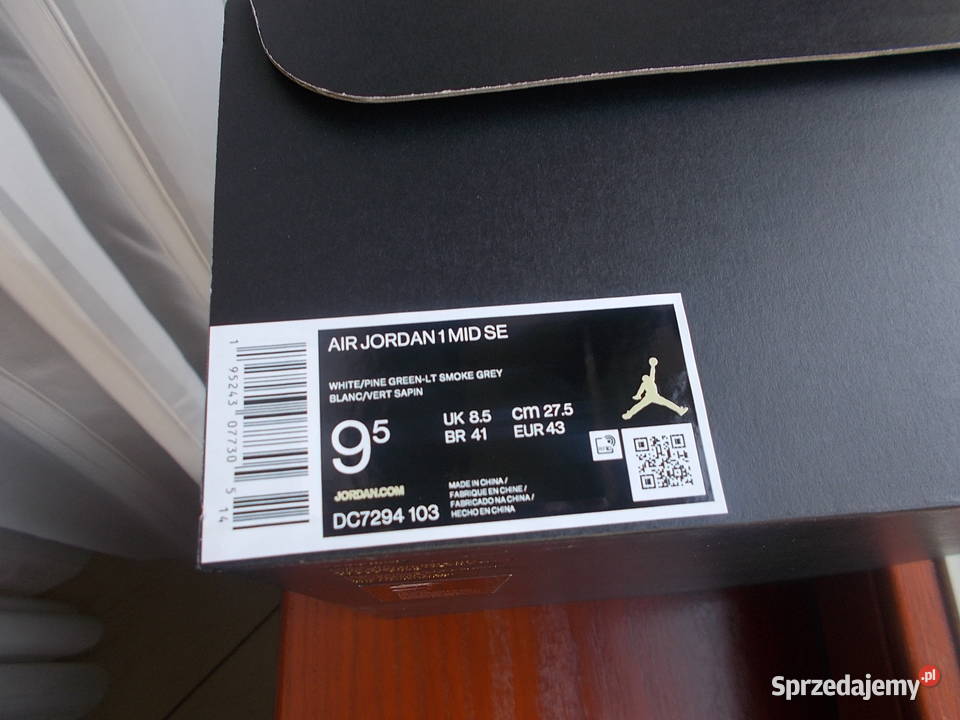 AIR JORDAN 1 MID SE
WHITE/PINE GREEN-LT SMOKE GREY
BLANC/VERT SAPIN
9 5
UK 8.5 cm 27.5
BR 41 EUR 43
JORDAN.COM
DC7294 103
MADE IN CHINA /
FABRIQUE EN CHINE /
FABRICADO NA CHINA /
HECHO EN CHINA
1 95243 07730 5 14
Sprzedajemy.pl